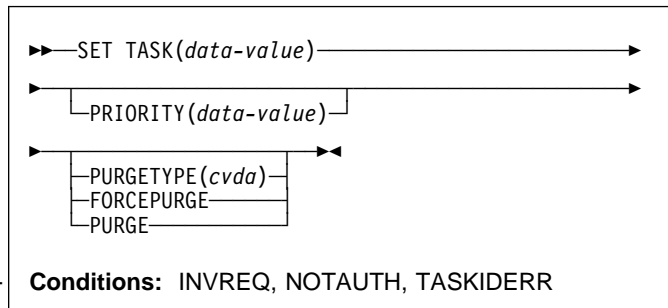 SET TASK(data-value)
PRIORITY(data-value)
PURGETYPE(cvda)
FORCEPURGE
PURGE
Conditions: INVREQ, NOTAUTH, TASKIDERR